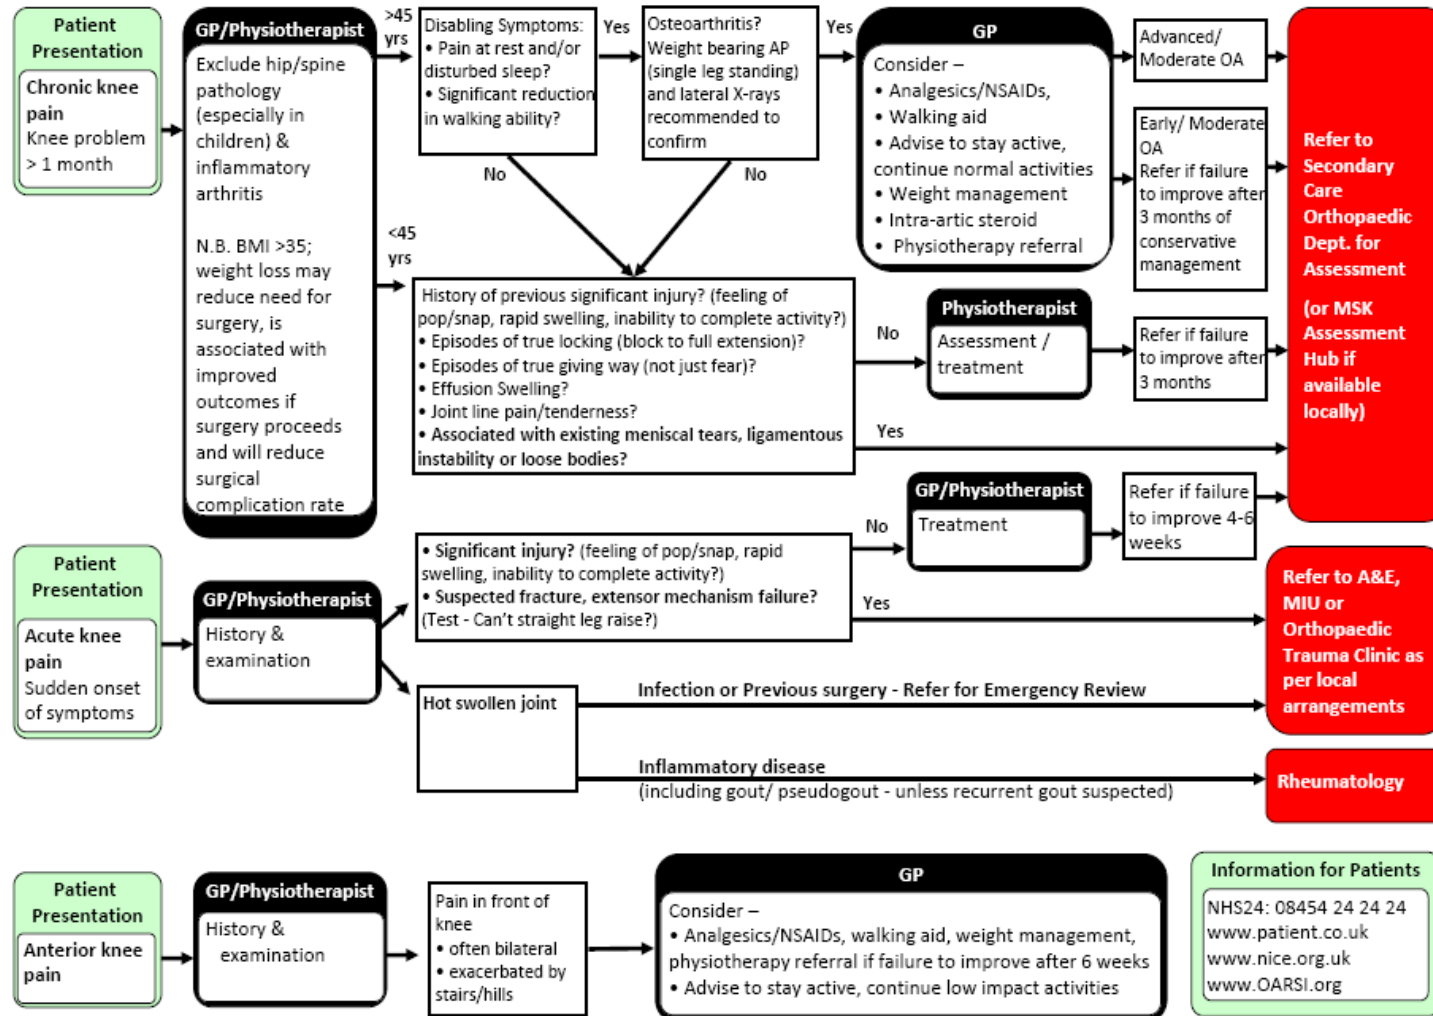 Patient
Presentation
Chronic knee
pain
Knee problem
> 1 month
GP/Physiotherapist
Exclude hip/spine
pathology
(especially in
children) &
inflammatory
arthritis
N.B. BMI >35;
weight loss may
reduce need for
surgery, is
associated with
improved
outcomes if
surgery proceeds
and will reduce
surgical
complication rate
>45
yrs
<45
yrs
Disabling Symptoms:
• Pain at rest and/or
disturbed sleep?
• Significant reduction
in walking ability?
Yes
No
Osteoarthritis?
Weight bearing AP
(single leg standing)
and lateral X-rays
recommended to
confirm
Yes
No
GP
Consider –
• Analgesics/NSAIDs,
• Walking aid
• Advise to stay active,
continue normal activities
• Weight management
• Intra-artic steroid
• Physiotherapy referral
Advanced/
Moderate OA
Early/ Moderate
OA
Refer if failure
to improve after
3 months of
conservative
management
Refer to
Secondary
Care
Orthopaedic
Dept. for
Assessment
(or MSK
Assessment
Hub if
available
locally)
History of previous significant injury? (feeling of
pop/snap, rapid swelling, inability to complete activity?)
• Episodes of true locking (block to full extension)?
• Episodes of true giving way (not just fear)?
• Effusion Swelling?
• Joint line pain/tenderness?
• Associated with existing meniscal tears, ligamentous
instability or loose bodies?
No
Physiotherapist
Assessment /
treatment
Refer if failure
to improve after
3 months
Yes
Patient
Presentation
Acute knee
pain
Sudden onset
of symptoms
GP/Physiotherapist
History &
examination
• Significant injury? (feeling of pop/snap, rapid
swelling, inability to complete activity?)
• Suspected fracture, extensor mechanism failure?
(Test - Can't straight leg raise?)
No
GP/Physiotherapist
Treatment
Refer if failure
to improve 4-6
weeks
Yes
Refer to A&E,
MIU or
Orthopaedic
Trauma Clinic as
per local
arrangements
Hot swollen joint
Infection or Previous surgery - Refer for Emergency Review
Inflammatory disease
(including gout/ pseudogout - unless recurrent gout suspected)
Rheumatology
Patient
Presentation
Anterior knee
pain
GP/Physiotherapist
History &
examination
Pain in front of
knee
• often bilateral
• exacerbated by
stairs/hills
GP
Consider –
• Analgesics/NSAIDs, walking aid, weight management,
physiotherapy referral if failure to improve after 6 weeks
• Advise to stay active, continue low impact activities
Information for Patients
NHS24: 08454 24 24 24
www.patient.co.uk
www.nice.org.uk
www.OARSI.org